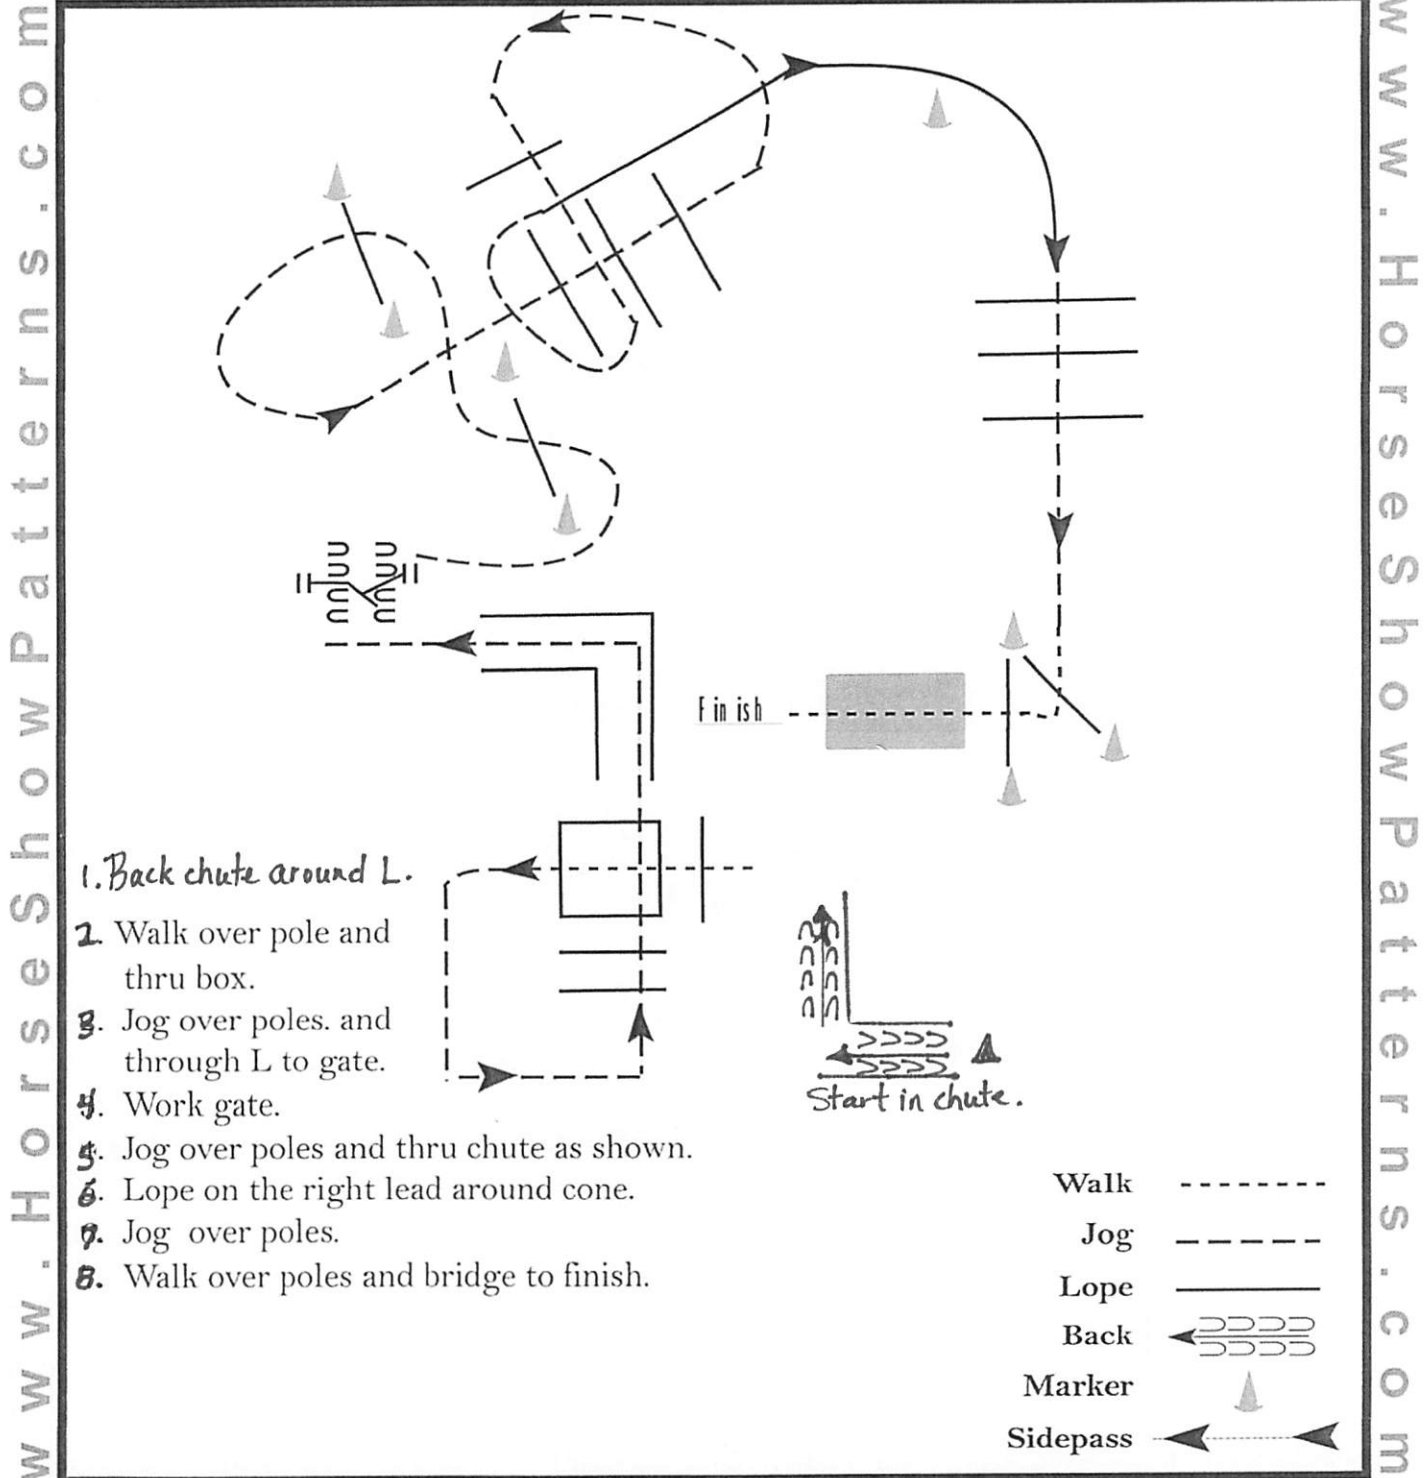 www.HorseShowPatterns.com
www.HorseShowPatterns.com
Finish
1. Back chute around L.
2. Walk over pole and
thru box.
3. Jog over poles. and
through L to gate.
4. Work gate.
5. Jog over poles and thru chute as shown.
6. Lope on the right lead around cone.
7. Jog over poles.
8. Walk over poles and bridge to finish.
Start in chute.
Walk
Jog
Lope
Back
Marker
Sidepass